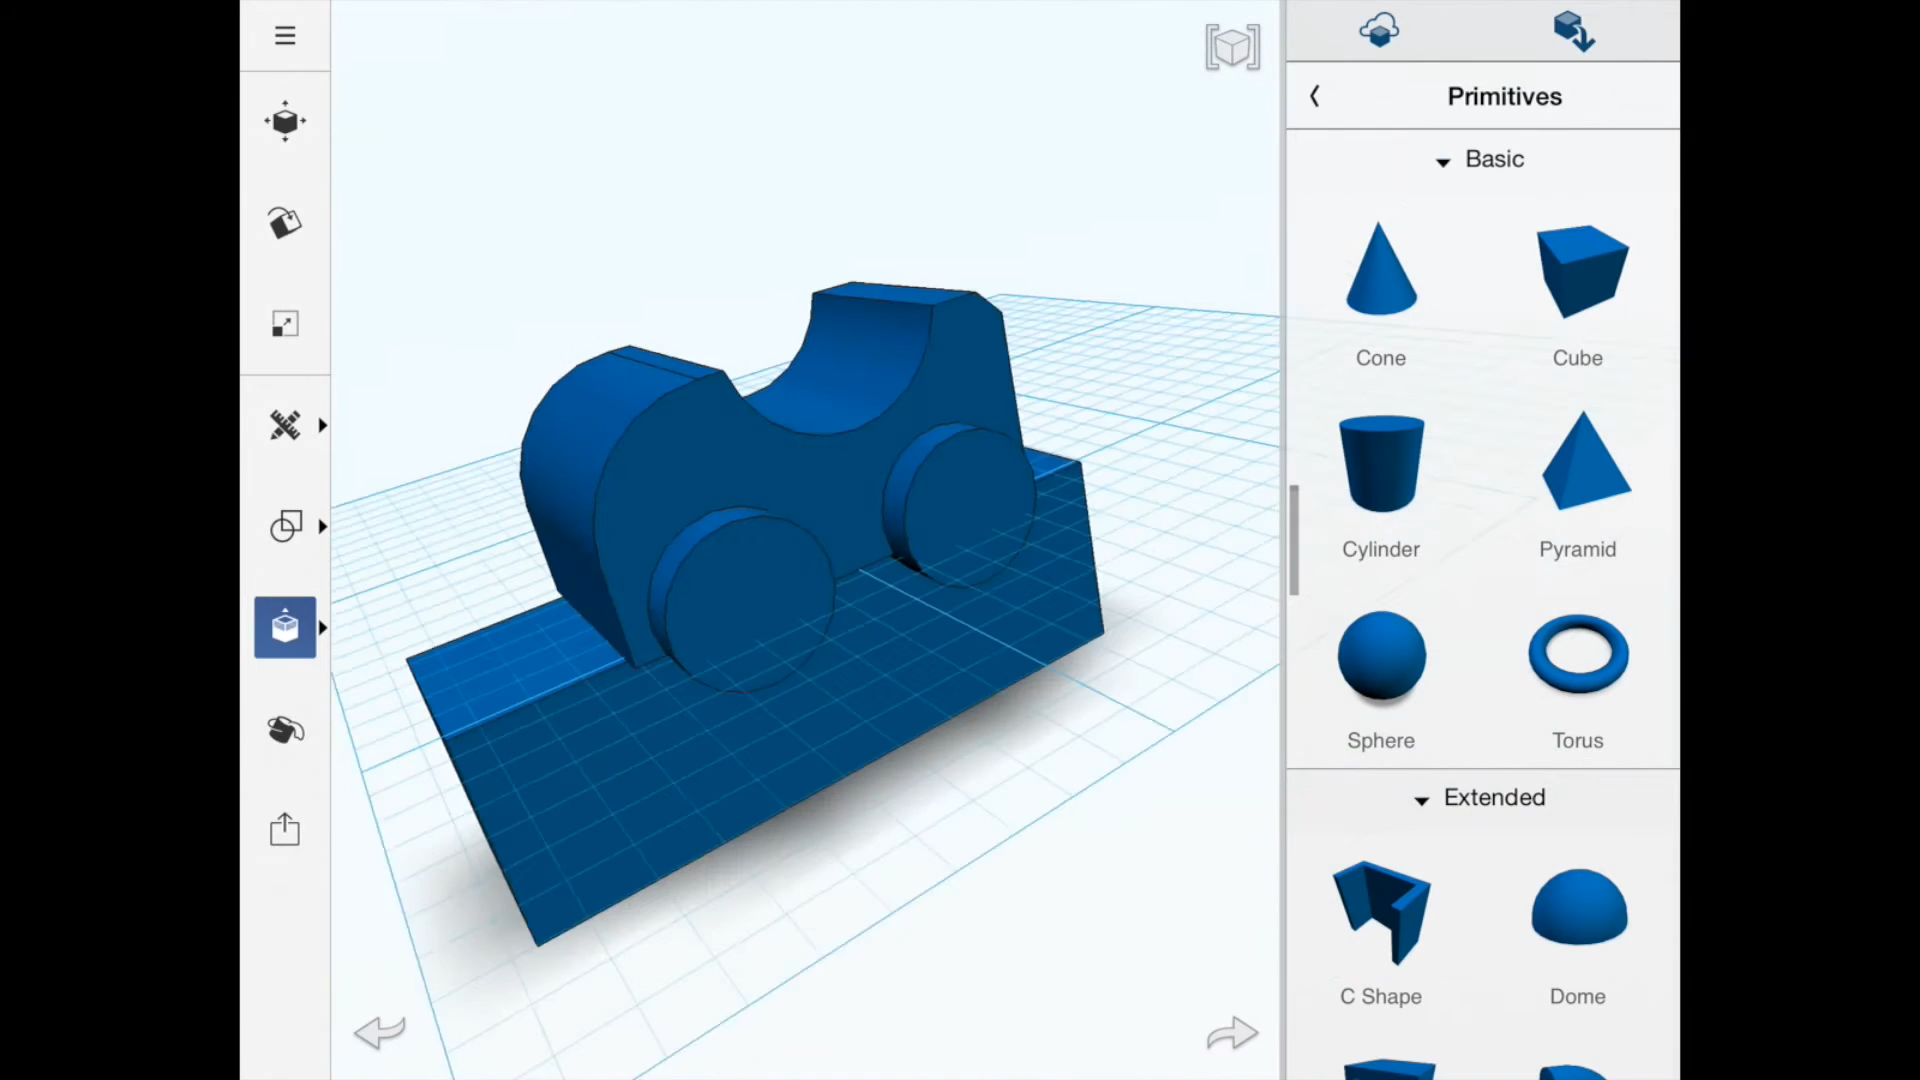 Primitives
Basic
Cone
Cube
Cylinder
Pyramid
Sphere
Torus
Extended
C Shape
Dome